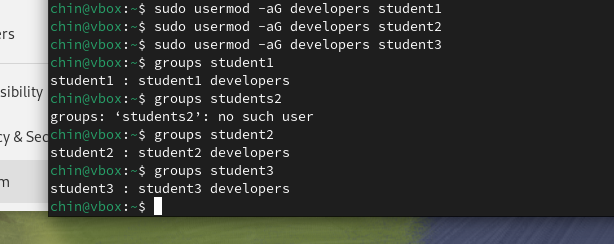 chin@vbox:~$ sudo usermod -aG developers student1
chin@vbox:~$ sudo usermod -aG developers student2
chin@vbox:~$ sudo usermod -aG developers student3
chin@vbox:~$ groups student1
student1 : student1 developers
chin@vbox:~$ groups students2
groups: ‘students2’: no such user
chin@vbox:~$ groups student2
student2 : student2 developers
chin@vbox:~$ groups student3
student3 : student3 developers
chin@vbox:~$
ers
sibility
cy & Sec
m